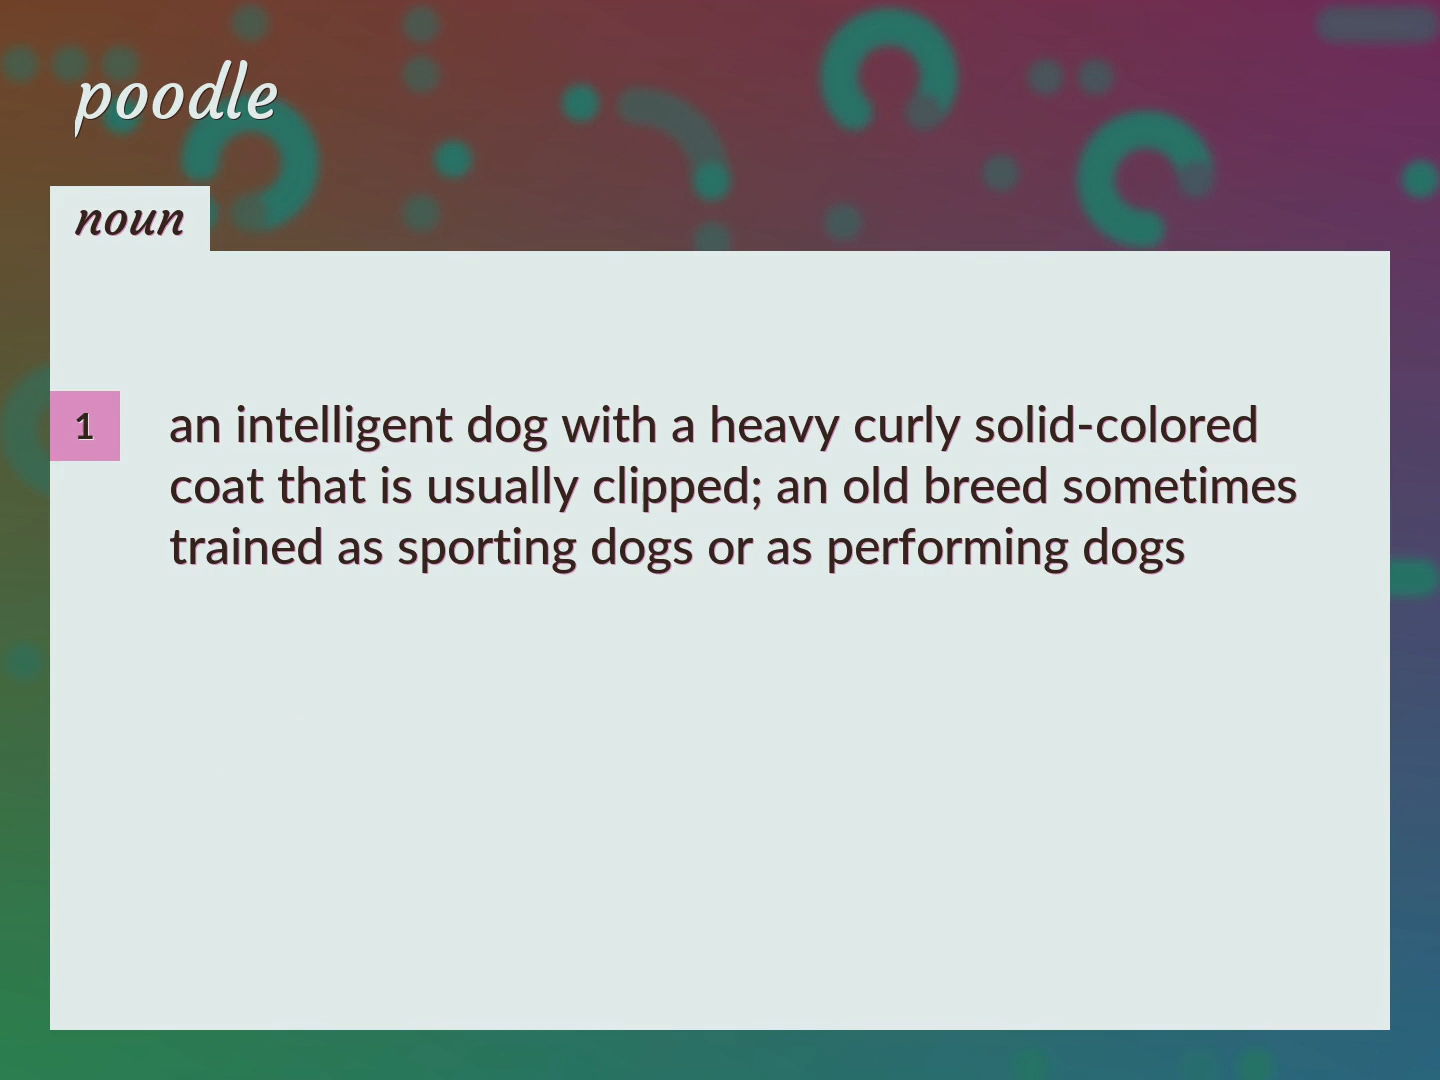 poodle
noun
1
an intelligent dog with a heavy curly solid-colored
coat that is usually clipped; an old breed sometimes
trained as sporting dogs or as performing dogs